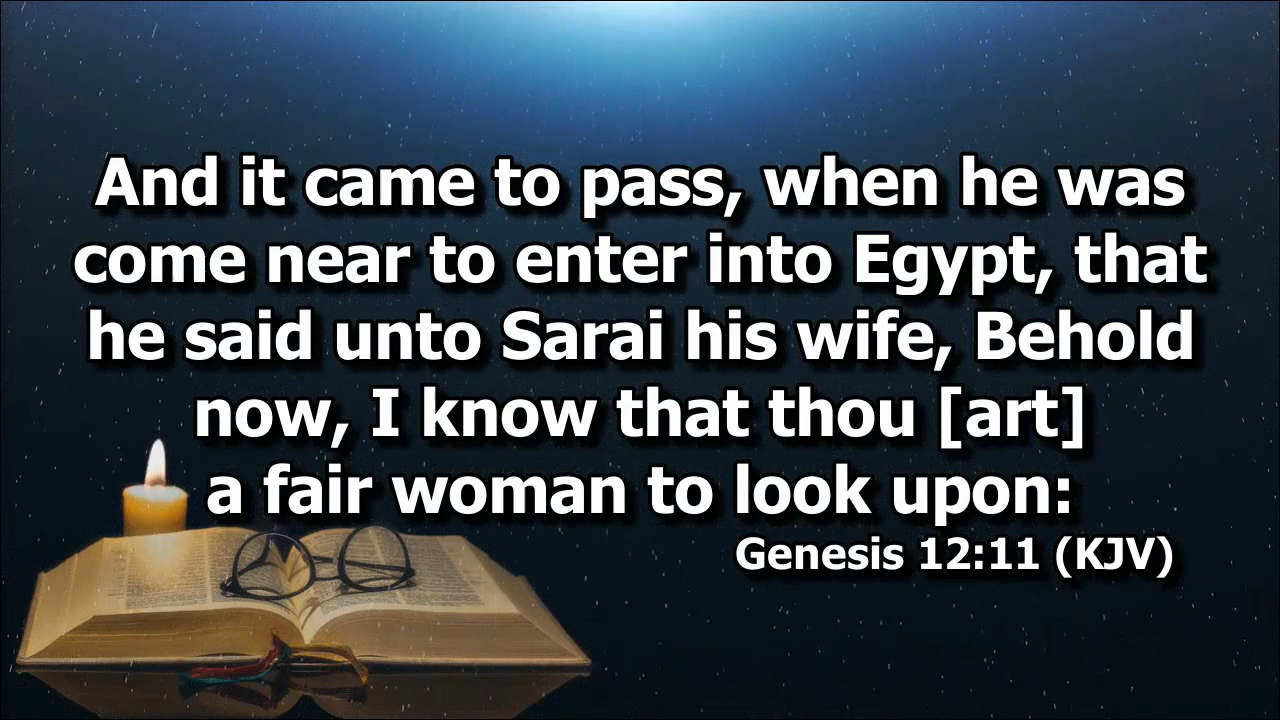 And it came to pass, when he was
come near to enter into Egypt, that
he said unto Sarai his wife, Behold
now, I know that thou [art]
a fair woman to look upon:
Genesis 12:11 (KJV)